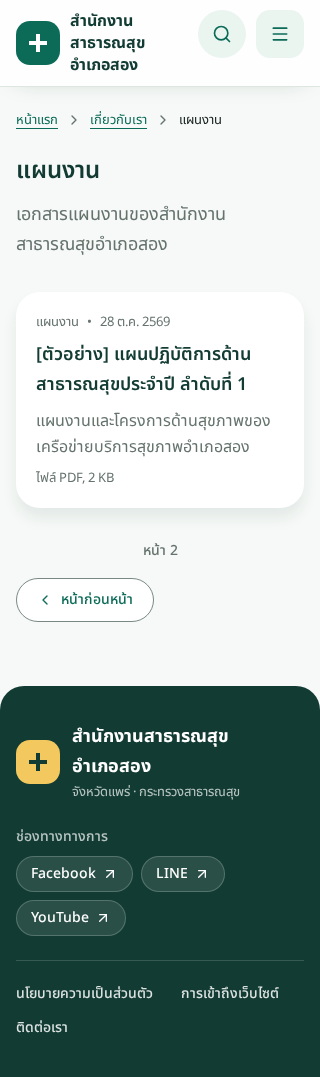 สำนักงาน
สาธารณสุข
อำเภอสอง
หน้าแรก
เกี่ยวกับเรา
แผนงาน
แผนงาน
เอกสารแผนงานของสำนักงาน
สาธารณสุขอำเภอสอง
แผนงาน • 28 ต.ค. 2569
[ตัวอย่าง] แผนปฏิบัติการด้าน
สาธารณสุขประจำปี ลำดับที่ 1
แผนงานและโครงการด้านสุขภาพของ
เครือข่ายบริการสุขภาพอำเภอสอง
ไฟล์ PDF, 2 KB
หน้า 2
หน้าก่อนหน้า
สำนักงานสาธารณสุข
อำเภอสอง
จังหวัดแพร่ · กระทรวงสาธารณสุข
ช่องทางทางการ
Facebook
LINE
YouTube
นโยบายความเป็นส่วนตัว
การเข้าถึงเว็บไซต์
ติดต่อเรา